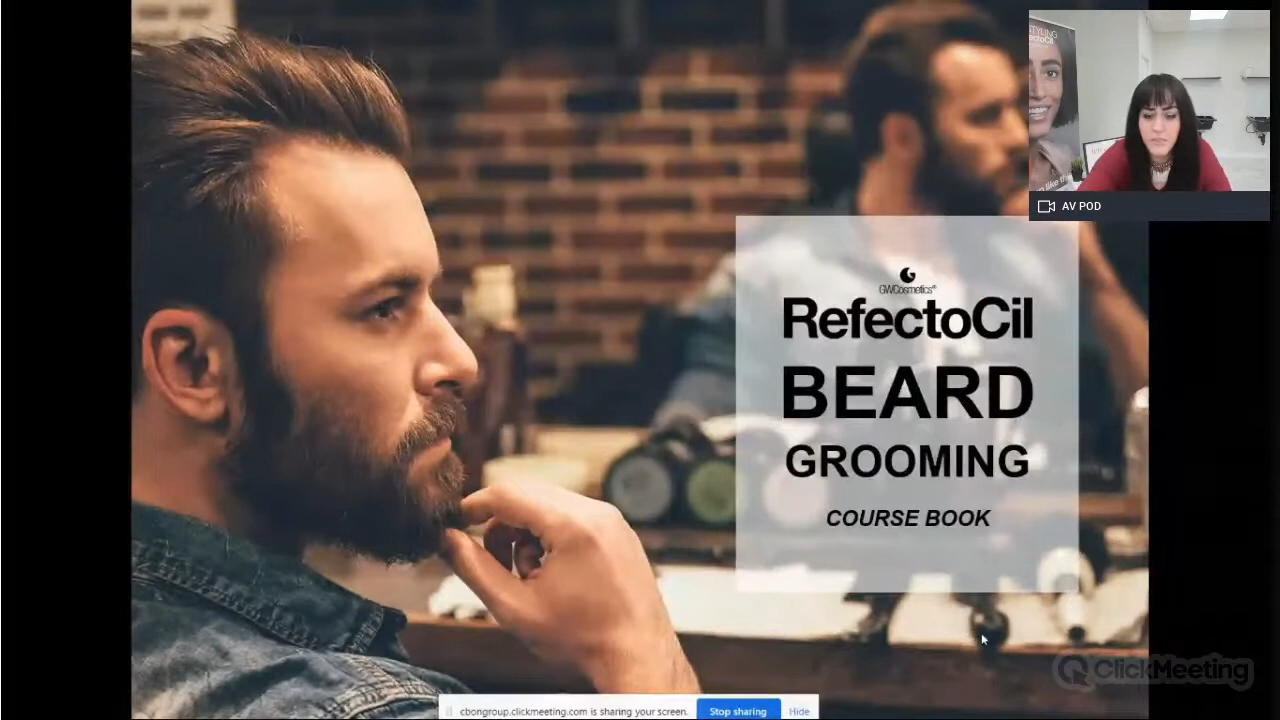 GWCosmetics®
RefectoCil
BEARD
GROOMING
COURSE BOOK
AV POD
ClickMeeting
cbongroup.clickmeeting.com is sharing your screen.
Stop sharing
Hide